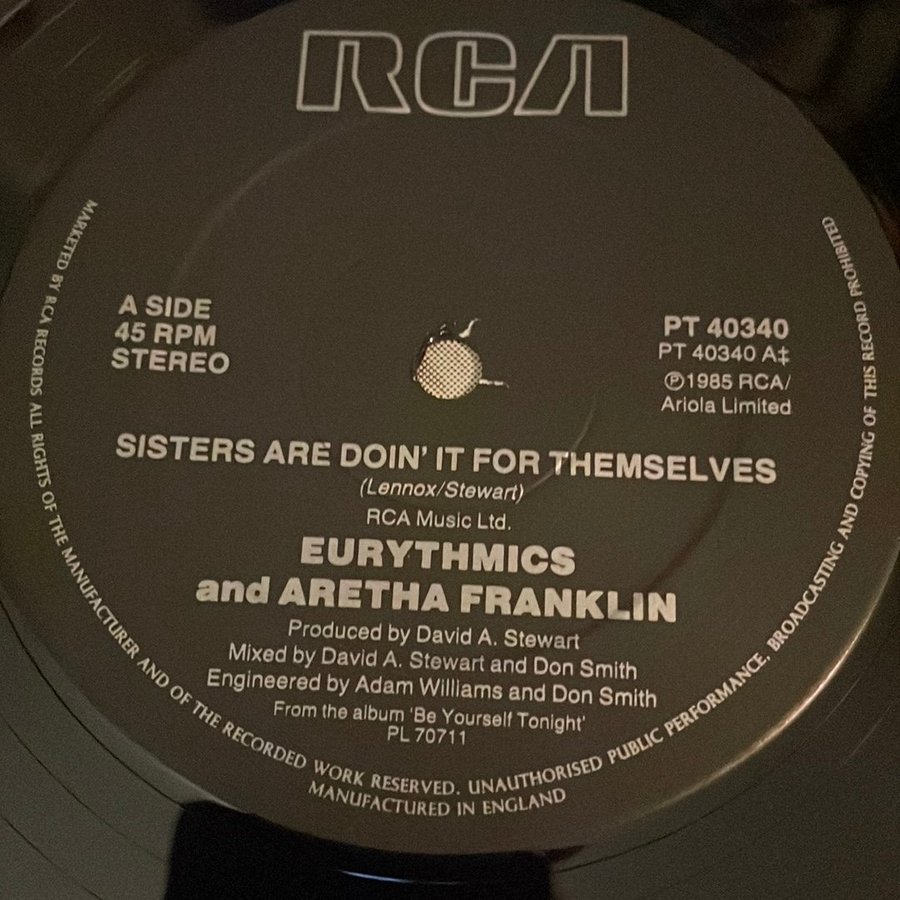 RCA
A SIDE
45 RPM
STEREO
PT 40340
PT 40340 A‡
Ⓟ1985 RCA/
Ariola Limited
SISTERS ARE DOIN' IT FOR THEMSELVES
(Lennox/Stewart)
RCA Music Ltd.
EURYTHMICS
and ARETHA FRANKLIN
Produced by David A. Stewart
Mixed by David A. Stewart and Don Smith
Engineered by Adam Williams and Don Smith
From the album 'Be Yourself Tonight'
PL 70711
MARKETED BY RCA RECORDS ALL RIGHTS OF THE MANUFACTURER AND OF THE RECORDED WORK RESERVED. UNAUTHORISED PUBLIC PERFORMANCE, BROADCASTING AND COPYING OF THIS RECORD PROHIBITED
MANUFACTURED IN ENGLAND